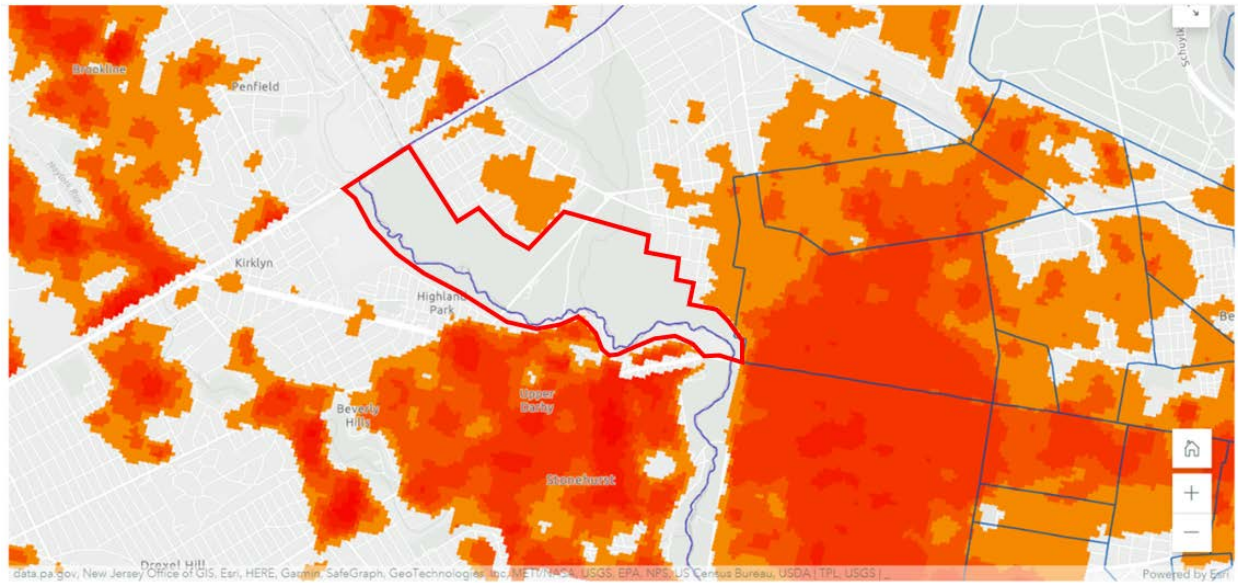 Brookline
Penfield
Schuylk
Kirklyn
Highland
Park
Be
Upper
Darby
Beverly
Hills
Stonehurst
Drexel Hill
data.pa.gov, New Jersey Office of GIS, Esri, HERE, Garmin, SafeGraph, GeoTechnologies, Inc, METI/NASA, USGS, EPA, NPS, US Census Bureau, USDA | TPL, USGS | _
Powered by Esri